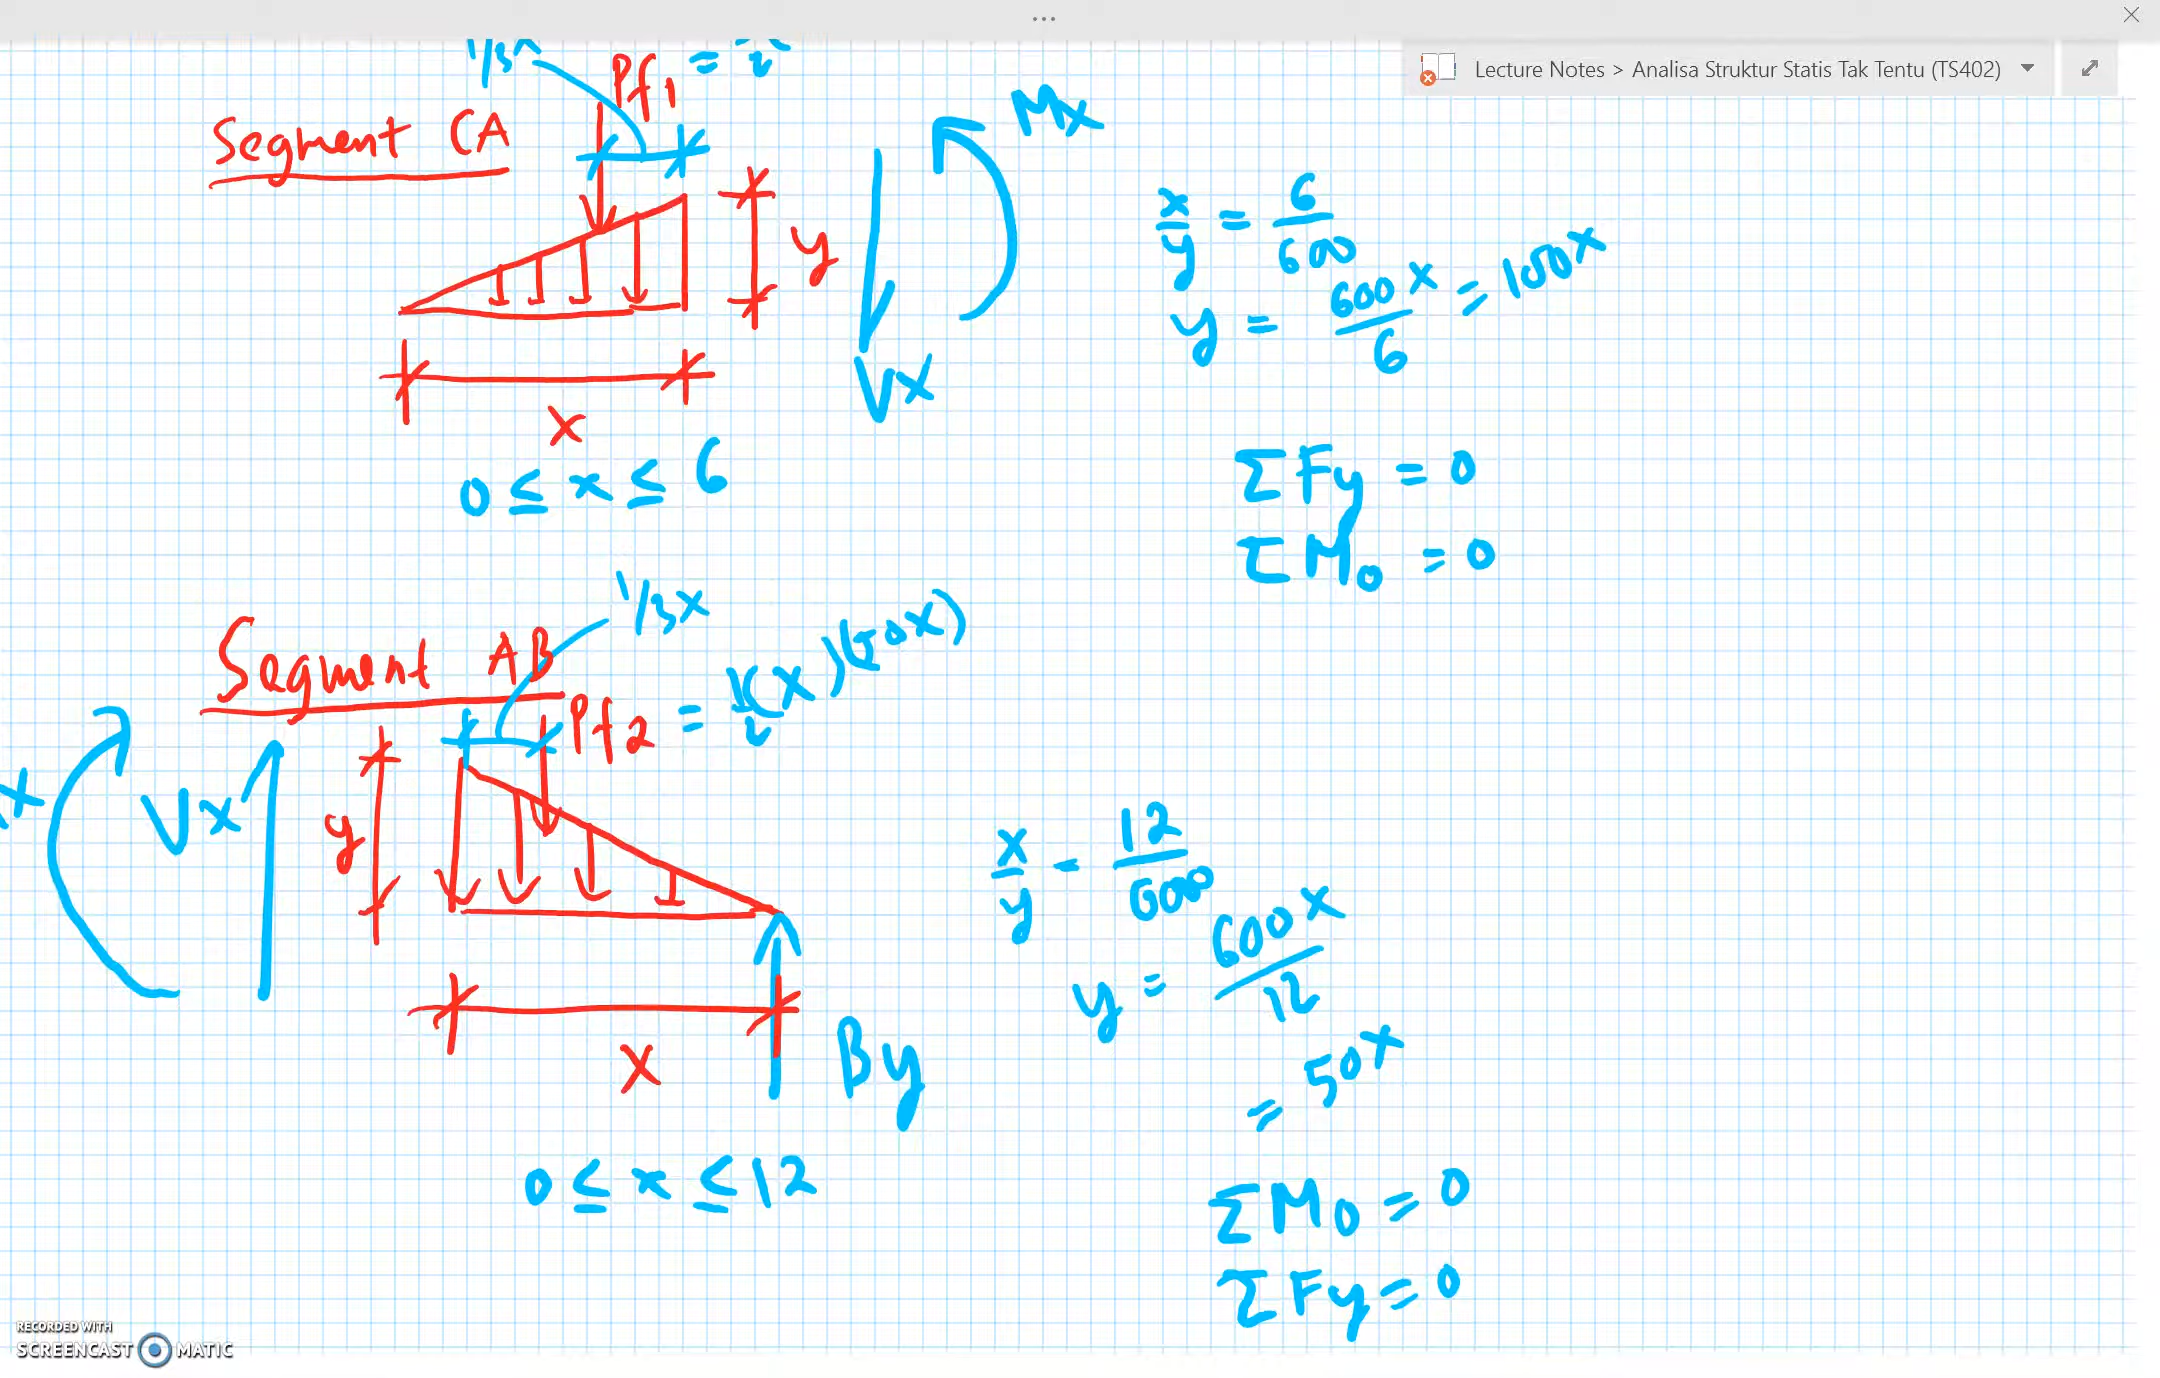 ...
Lecture Notes > Analisa Struktur Statis Tak Tentu (TS402)
1/3x
Pf1 =
Segment CA
Mx
y
Vx
x/y = 6/600
y = 600x/6 = 100x
x
0 ≤ x ≤ 6
ΣFy = 0
ΣMo = 0
1/3x
Segment AB
Pf2 = 1/2(x)(50x)
Vx
y
x/y = 12/600
y = 600x/12
= 50x
By
x
0 ≤ x ≤ 12
ΣMo = 0
ΣFy = 0
RECORDED WITH
SCREENCAST MATIC